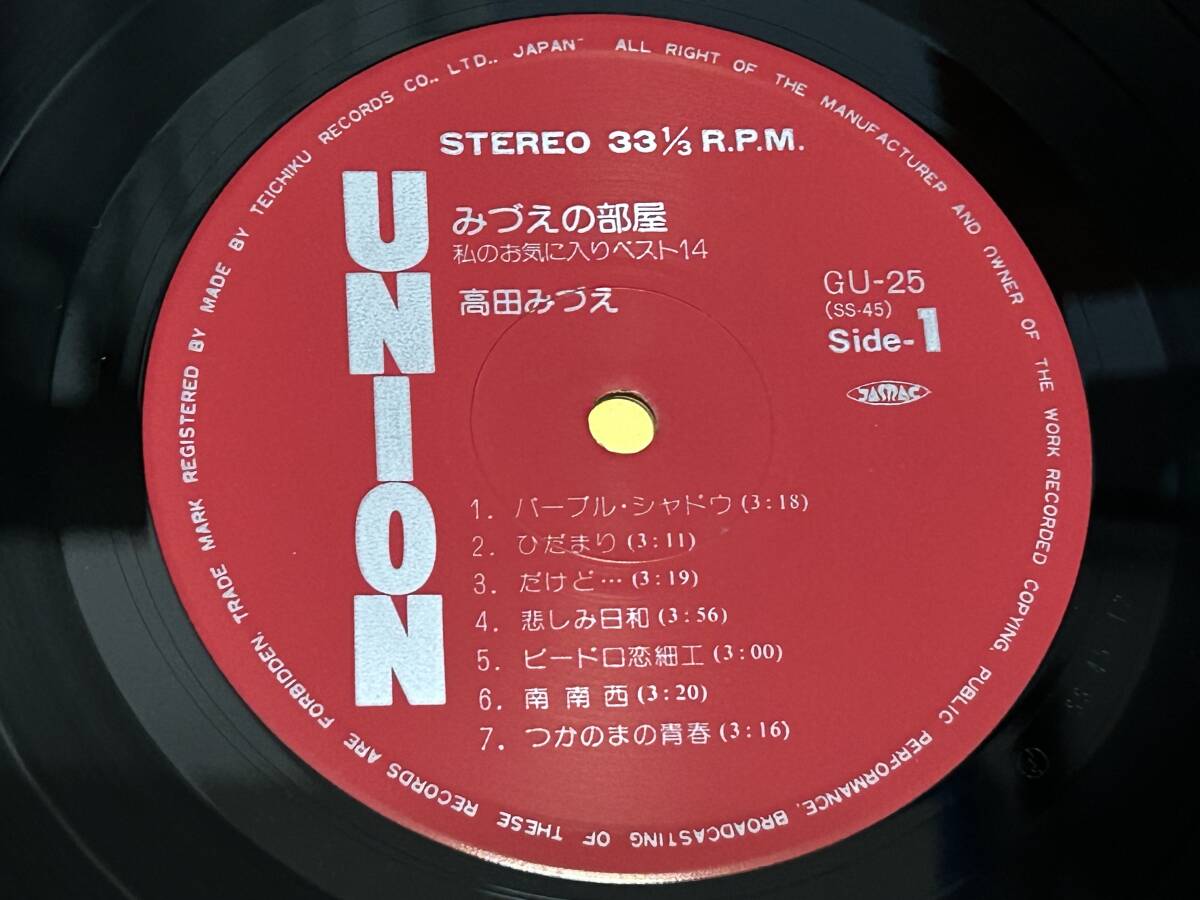 STEREO 33 1/3 R.P.M.
UNION
みづえの部屋
私のお気に入りベスト14
高田みづえ
GU-25
(SS-45)
Side-1
JASRAC
1. パープル・シャドウ (3:18)
2. ひだまり (3:11)
3. だけど… (3:19)
4. 悲しみ日和 (3:56)
5. ビードロ恋細工 (3:00)
6. 南南西 (3:20)
7. つかのまの青春 (3:16)
TRADE MARK REGISTERED BY MADE BY TEICHIKU RECORDS CO., LTD., JAPAN ALL RIGHT OF THE MANUFACTURER AND OWNER OF THE WORK RECORDED COPYING, PUBLIC PERFORMANCE, BROADCASTING OF THESE RECORDS ARE FORBIDDEN,